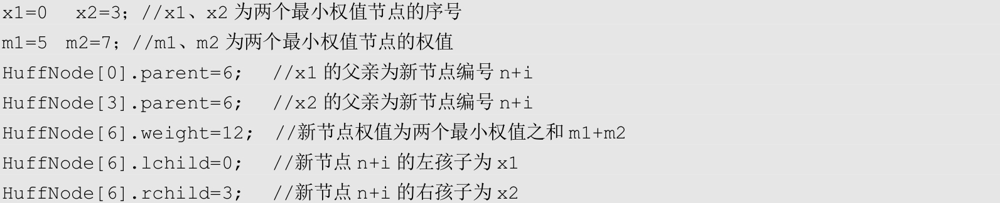 x1=0  x2=3; //x1、x2 为两个最小权值节点的序号
m1=5  m2=7; //m1、m2 为两个最小权值节点的权值
HuffNode[0].parent=6;  //x1 的父亲为新节点编号 n+i
HuffNode[3].parent=6;  //x2 的父亲为新节点编号 n+i
HuffNode[6].weight=12;  //新节点权值为两个最小权值之和 m1+m2
HuffNode[6].lchild=0;  //新节点 n+i 的左孩子为 x1
HuffNode[6].rchild=3;  //新节点 n+i 的右孩子为 x2